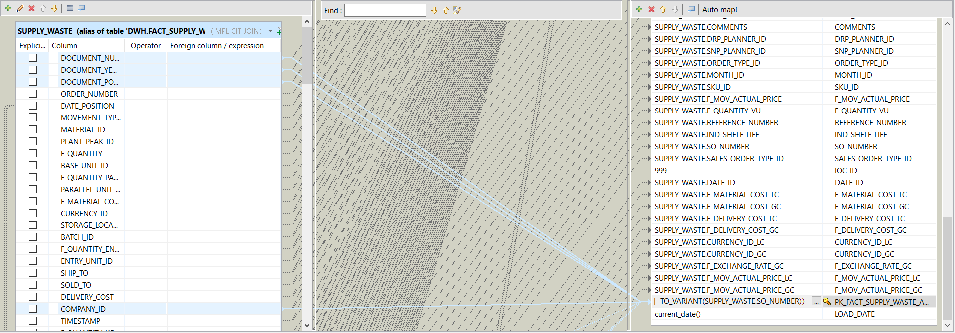 SUPPLY_WASTE (alias of table 'DWH.FACT_SUPPLY_W
Explici... Column Operator Foreign column / expression
DOCUMENT_NU...
DOCUMENT_YE...
DOCUMENT_PO...
ORDER_NUMBER
DATE_POSITION
MOVEMENT_TYP...
MATERIAL_ID
PLANT_PEAK_ID
F_QUANTITY
BASE_UNIT_ID
F_QUANTITY_PA...
PARALLEL_UNIT_...
F_MATERIAL_CO...
CURRENCY_ID
STORAGE_LOCA...
BATCH_ID
F_QUANTITY_EN...
ENTRY_UNIT_ID
SHIP_TO
SOLD_TO
DELIVERY_COST
COMPANY_ID
TIMESTAMP
Find :
Auto map!
SUPPLY_WASTE.COMMENTS COMMENTS
SUPPLY_WASTE.DRP_PLANNER_ID DRP_PLANNER_ID
SUPPLY_WASTE.SNP_PLANNER_ID SNP_PLANNER_ID
SUPPLY_WASTE.ORDER_TYPE_ID ORDER_TYPE_ID
SUPPLY_WASTE.MONTH_ID MONTH_ID
SUPPLY_WASTE.SKU_ID SKU_ID
SUPPLY_WASTE.F_MOV_ACTUAL_PRICE F_MOV_ACTUAL_PRICE
SUPPLY_WASTE.F_QUANTITY_VU F_QUANTITY_VU
SUPPLY_WASTE.REFERENCE_NUMBER REFERENCE_NUMBER
SUPPLY_WASTE.IND_SHELF_LIFE IND_SHELF_LIFE
SUPPLY_WASTE.SO_NUMBER SO_NUMBER
SUPPLY_WASTE.SALES_ORDER_TYPE_ID SALES_ORDER_TYPE_ID
999 IOC_ID
SUPPLY_WASTE.DATE_ID DATE_ID
SUPPLY_WASTE.F_MATERIAL_COST_LC F_MATERIAL_COST_LC
SUPPLY_WASTE.F_MATERIAL_COST_GC F_MATERIAL_COST_GC
SUPPLY_WASTE.F_DELIVERY_COST_LC F_DELIVERY_COST_LC
SUPPLY_WASTE.F_DELIVERY_COST_GC F_DELIVERY_COST_GC
SUPPLY_WASTE.CURRENCY_ID_LC CURRENCY_ID_LC
SUPPLY_WASTE.CURRENCY_ID_GC CURRENCY_ID_GC
SUPPLY_WASTE.F_EXCHANGE_RATE_GC F_EXCHANGE_RATE_GC
SUPPLY_WASTE.F_MOV_ACTUAL_PRICE_LC F_MOV_ACTUAL_PRICE_LC
SUPPLY_WASTE.F_MOV_ACTUAL_PRICE_GC F_MOV_ACTUAL_PRICE_GC
TO_VARIANT(SUPPLY_WASTE.SO_NUMBER)) ... PK_FACT_SUPPLY_WASTE_A...
current_date() LOAD_DATE